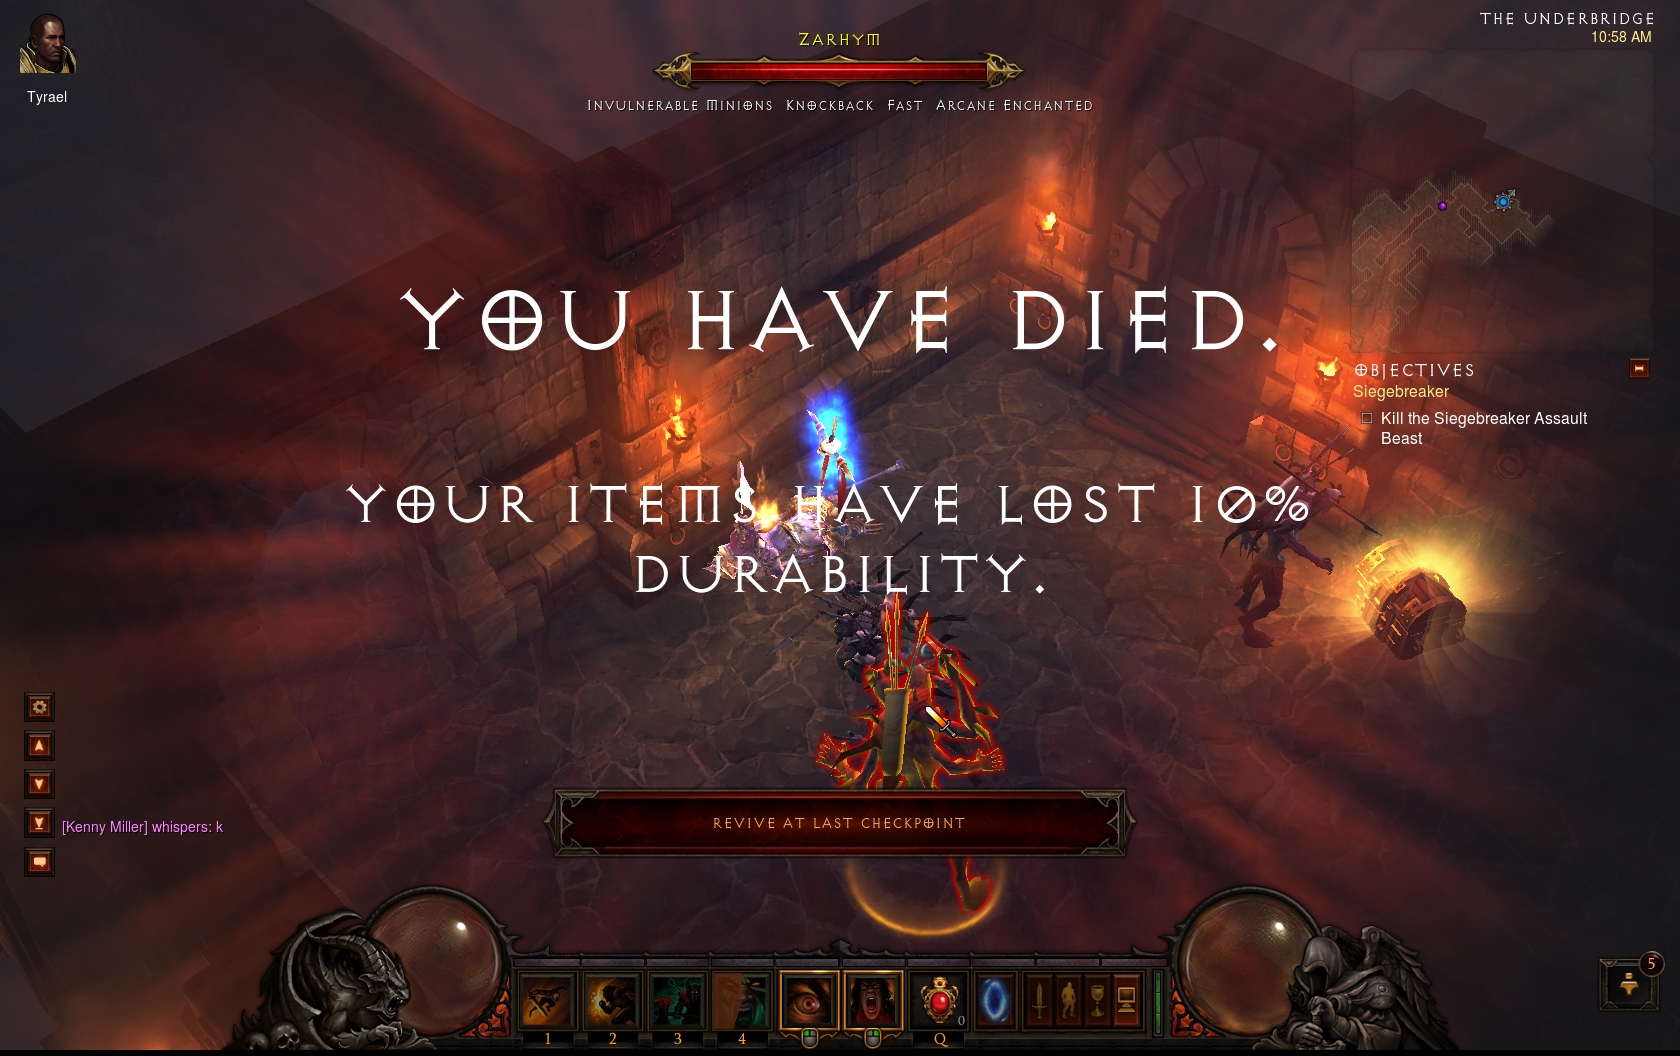 THE UNDERBRIDGE
10:58 AM
Tyrael
ZARHYM
INVULNERABLE MINIONS KNOCKBACK FAST ARCANE ENCHANTED
YOU HAVE DIED.
OBJECTIVES
Siegebreaker
Kill the Siegebreaker Assault
Beast
YOUR ITEMS HAVE LOST 10%
DURABILITY.
[Kenny Miller] whispers: k
REVIVE AT LAST CHECKPOINT
5
0
1 2 3 4 Q